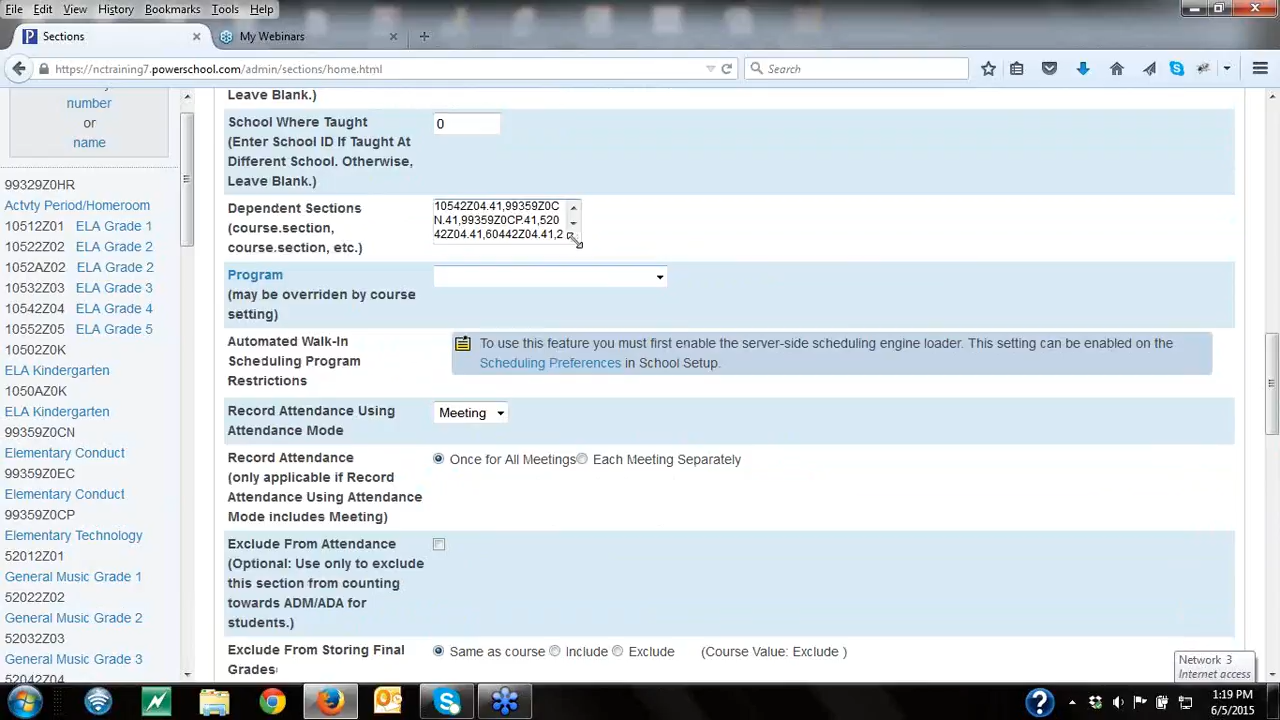 File Edit View History Bookmarks Tools Help
Sections
My Webinars
https://nctraining7.powerschool.com/admin/sections/home.html
Search
number
or
name
99329Z0HR
Actvty Period/Homeroom
10512Z01 ELA Grade 1
10522Z02 ELA Grade 2
1052AZ02 ELA Grade 2
10532Z03 ELA Grade 3
10542Z04 ELA Grade 4
10552Z05 ELA Grade 5
10502Z0K
ELA Kindergarten
1050AZ0K
ELA Kindergarten
99359Z0CN
Elementary Conduct
99359Z0EC
Elementary Conduct
99359Z0CP
Elementary Technology
52012Z01
General Music Grade 1
52022Z02
General Music Grade 2
52032Z03
General Music Grade 3
52042Z04
Leave Blank.)
School Where Taught
(Enter School ID If Taught At
Different School. Otherwise,
Leave Blank.)
0
Dependent Sections
(course.section,
course.section, etc.)
10542Z04.41,99359Z0C
N.41,99359Z0CP.41,520
42Z04.41,60442Z04.41,2
Program
(may be overriden by course
setting)
Automated Walk-In
Scheduling Program
Restrictions
To use this feature you must first enable the server-side scheduling engine loader. This setting can be enabled on the
Scheduling Preferences in School Setup.
Record Attendance Using
Attendance Mode
Meeting
Record Attendance
(only applicable if Record
Attendance Using Attendance
Mode includes Meeting)
Once for All Meetings Each Meeting Separately
Exclude From Attendance
(Optional: Use only to exclude
this section from counting
towards ADM/ADA for
students.)
Exclude From Storing Final
Grades:
Same as course Include Exclude (Course Value: Exclude )
Network 3
Internet access
1:19 PM
6/5/2015